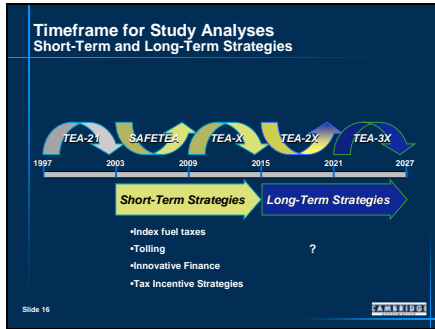 Timeframe for Study Analyses
Short-Term and Long-Term Strategies
TEA-21 SAFETEA TEA-X TEA-2X TEA-3X
1997 2003 2009 2015 2021 2027
Short-Term Strategies Long-Term Strategies
•Index fuel taxes
•Tolling ?
•Innovative Finance
•Tax Incentive Strategies
Slide 16 CAMBRIDGE